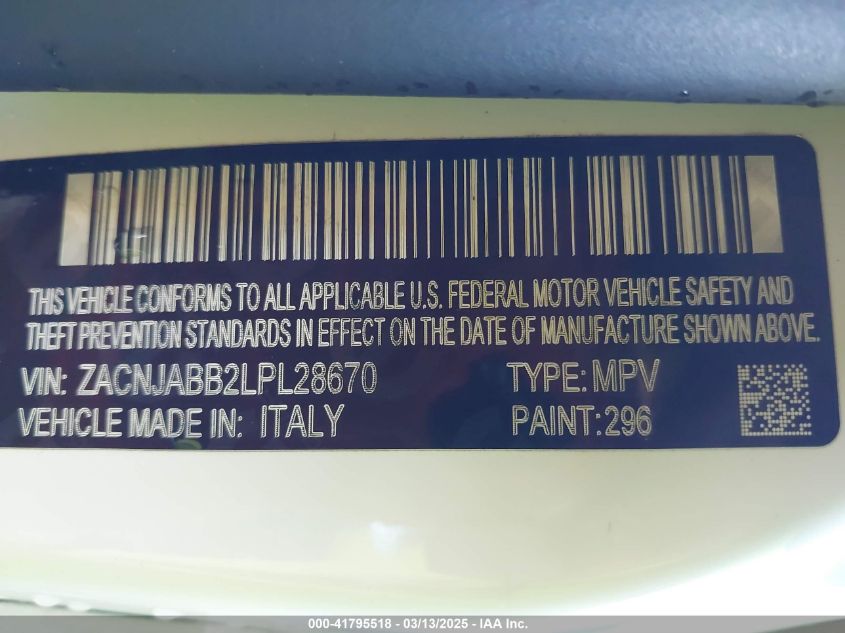 THIS VEHICLE CONFORMS TO ALL APPLICABLE U.S. FEDERAL MOTOR VEHICLE SAFETY AND
THEFT PREVENTION STANDARDS IN EFFECT ON THE DATE OF MANUFACTURE SHOWN ABOVE.
VIN: ZACNJABB2LPL28670 TYPE: MPV
VEHICLE MADE IN: ITALY PAINT: 296
000-41795518 - 03/13/2025 - IAA Inc.